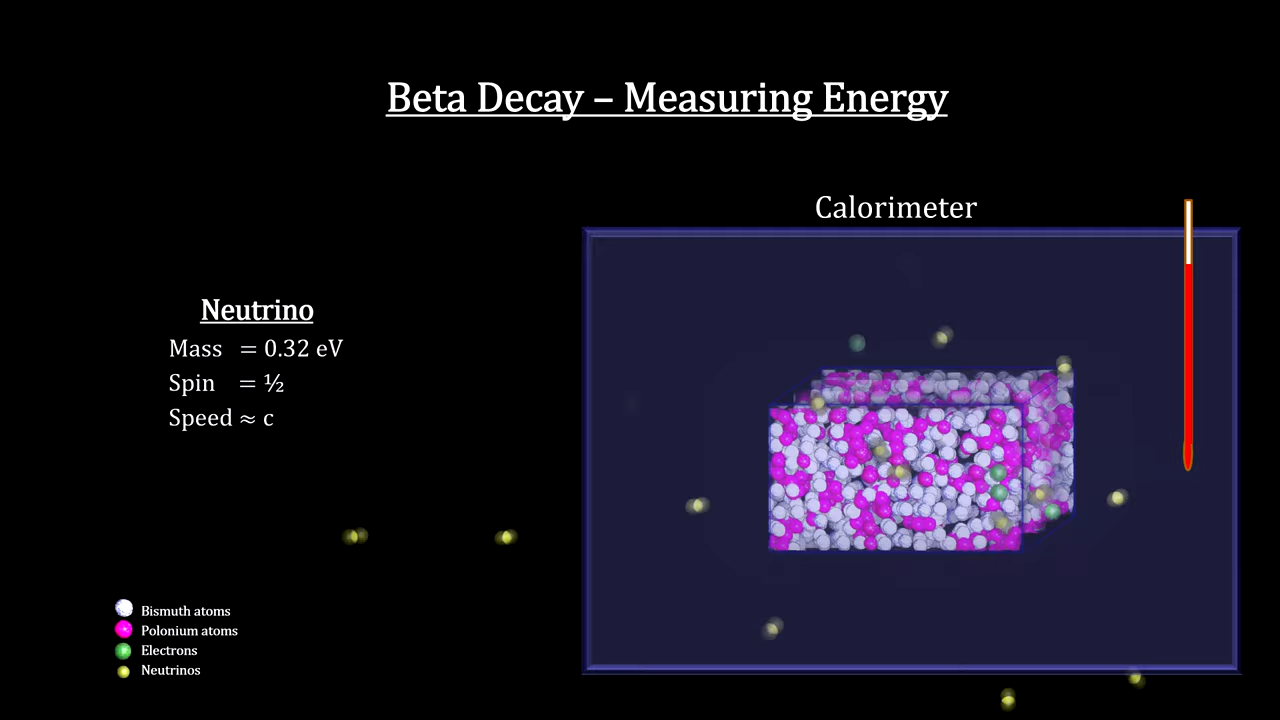 Beta Decay – Measuring Energy
Calorimeter
Neutrino
Mass = 0.32 eV
Spin = ½
Speed ≈ c
Bismuth atoms
Polonium atoms
Electrons
Neutrinos